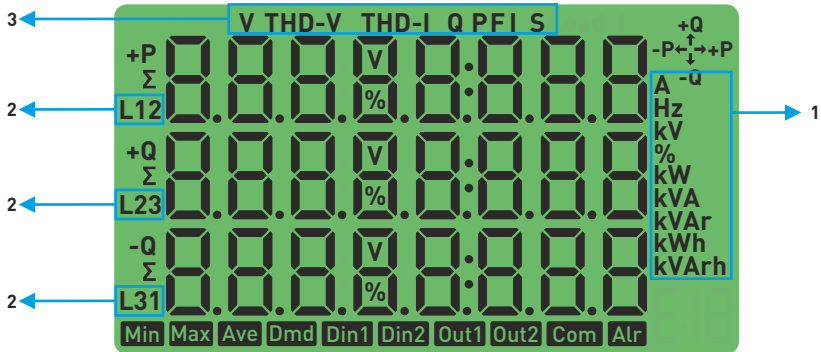 3
V THD-V THD-I Q PFI S
+Q
-P +P
-Q
+P
Σ
2
L12
V
%
+Q
Σ
2
L23
V
%
-Q
Σ
2
L31
V
%
A
Hz
kV
%
kW
kVA
kVAr
kWh
kVArh
1
Min Max Ave Dmd Din1 Din2 Out1 Out2 Com Alr